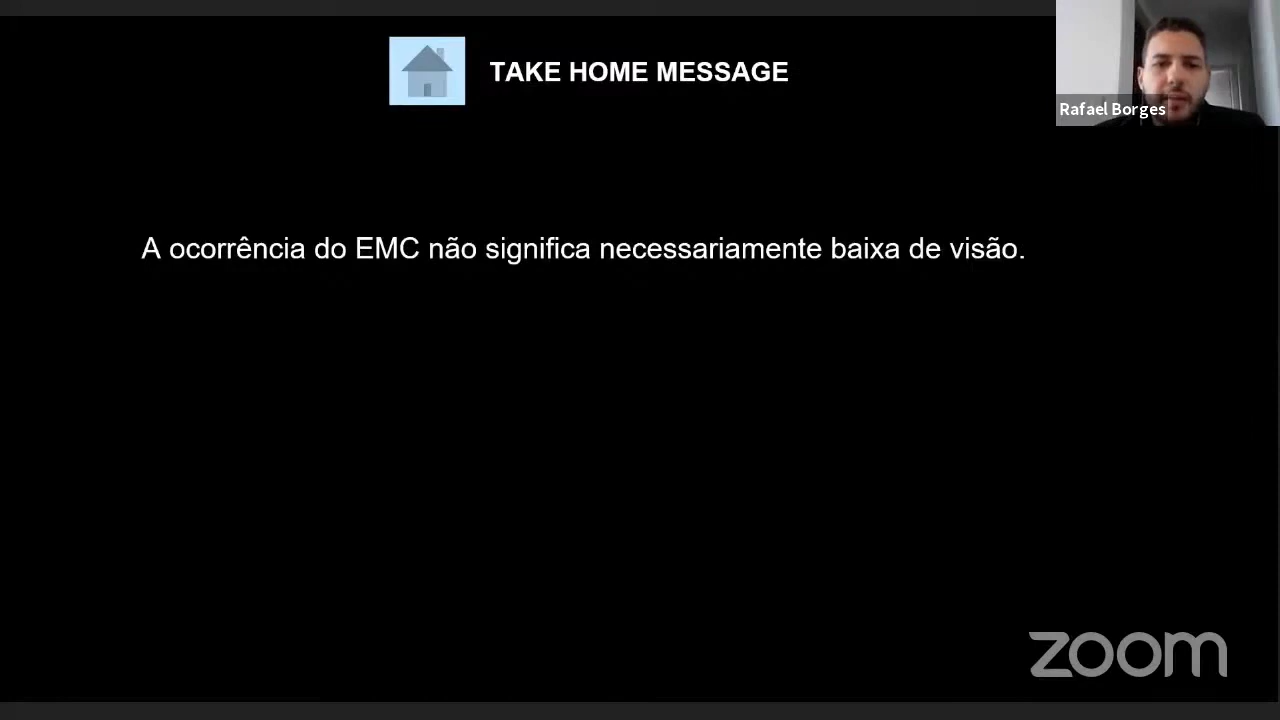 TAKE HOME MESSAGE
Rafael Borges
A ocorrência do EMC não significa necessariamente baixa de visão.
zoom